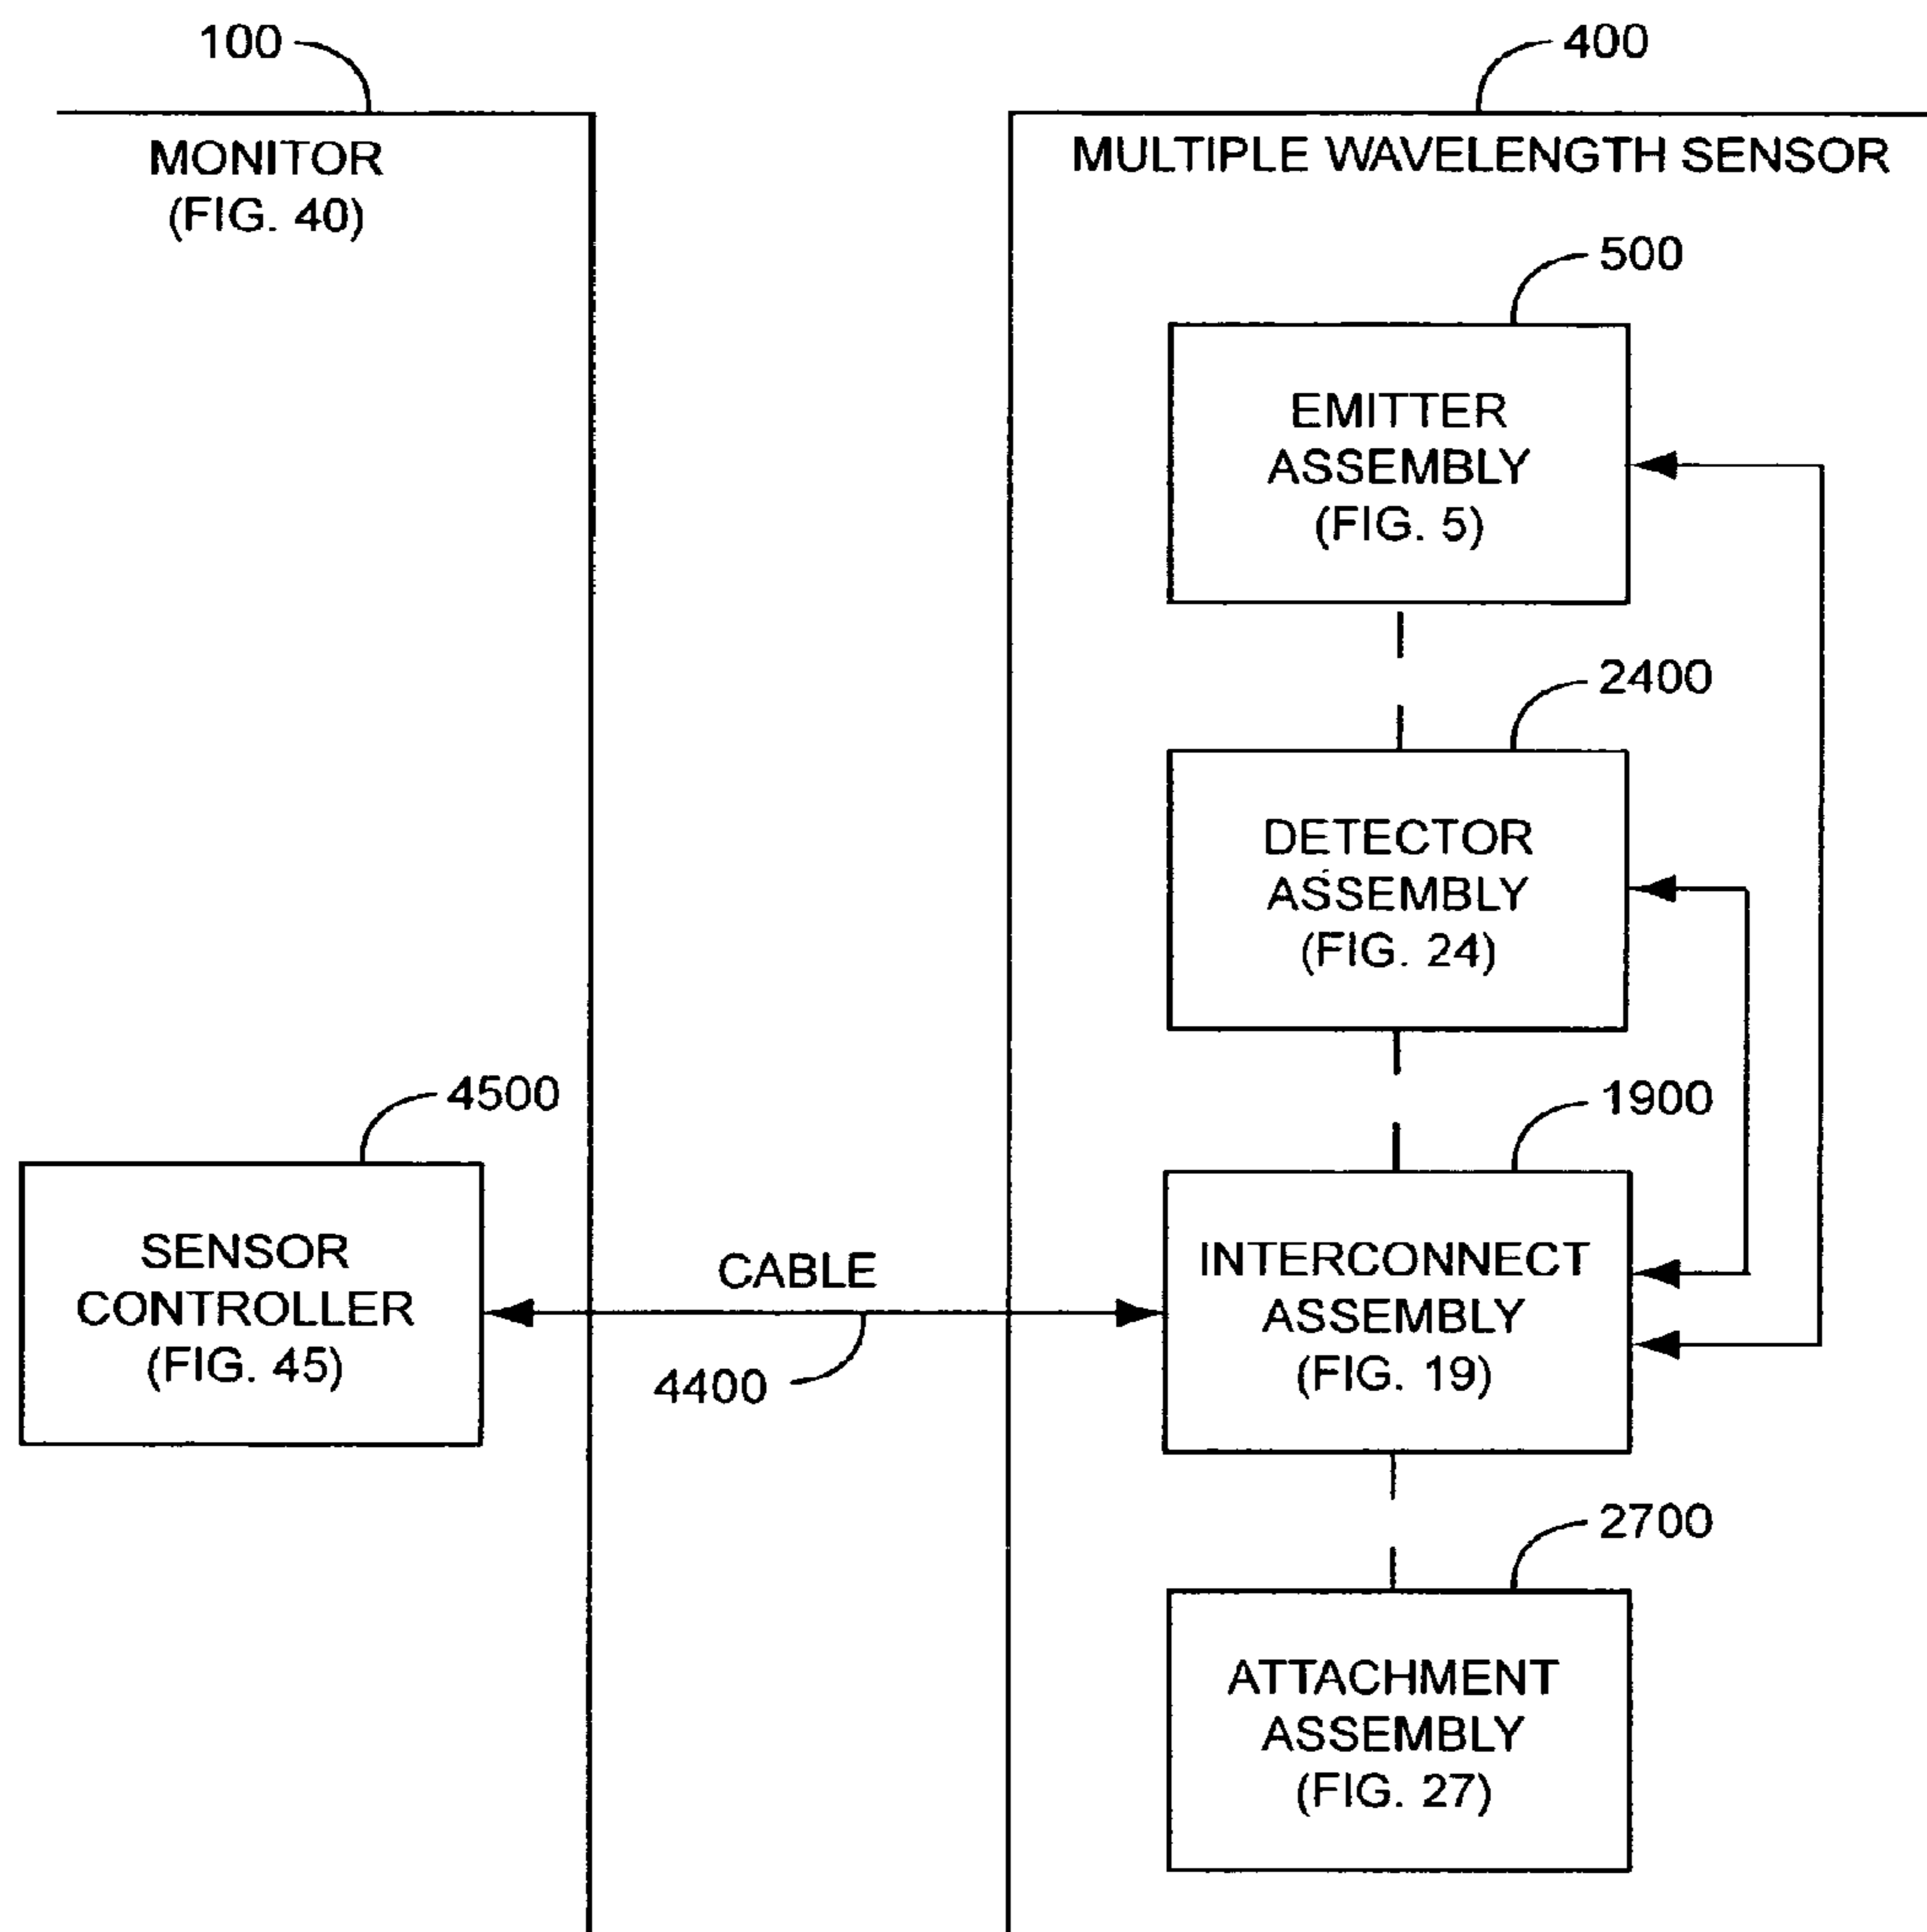 100
400
MONITOR
(FIG. 40)
MULTIPLE WAVELENGTH SENSOR
500
EMITTER
ASSEMBLY
(FIG. 5)
2400
DETECTOR
ASSEMBLY
(FIG. 24)
4500
1900
SENSOR
CONTROLLER
(FIG. 45)
CABLE
4400
INTERCONNECT
ASSEMBLY
(FIG. 19)
2700
ATTACHMENT
ASSEMBLY
(FIG. 27)